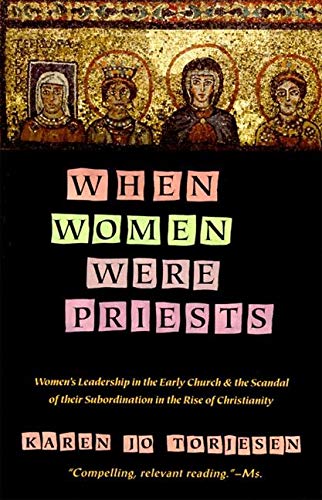 WHEN
WOMEN
WERE
PRIESTS
Women's Leadership in the Early Church & the Scandal
of their Subordination in the Rise of Christianity
KAREN JO TORJESEN
"Compelling, relevant reading."–Ms.